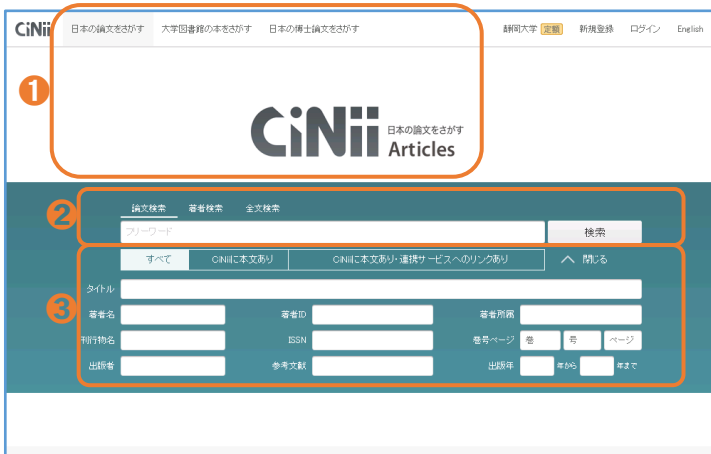 CiNii 日本の論文をさがす 大学図書館の本をさがす 日本の博士論文をさがす 静岡大学 定額 新規登録 ログイン English
1
CiNii 日本の論文をさがす
Articles
2
論文検索 著者検索 全文検索
フリーワード 検索
すべて CiNiiに本文あり CiNiiに本文あり・連携サービスへのリンクあり 閉じる
3
タイトル
著者名 著者ID 著者所属
刊行物名 ISSN 巻号ページ 巻 号 ページ
出版者 参考文献 出版年 年から 年まで